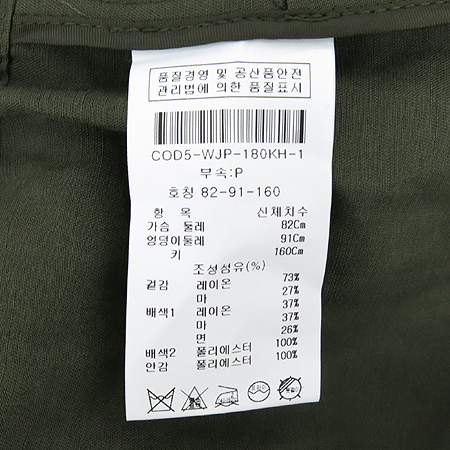 품질경영 및 공산품안전
관리법에 의한 품질표시
COD5-WJP-180KH-1
부속:P
호칭 82-91-160
항 목 신체치수
가슴 둘레 82Cm
엉덩이둘레 91Cm
키 160Cm
조성섬유(%)
겉감 레이온 73%
마 27%
배색1 레이온 37%
마 37%
면 26%
배색2 폴리에스터 100%
안감 폴리에스터 100%